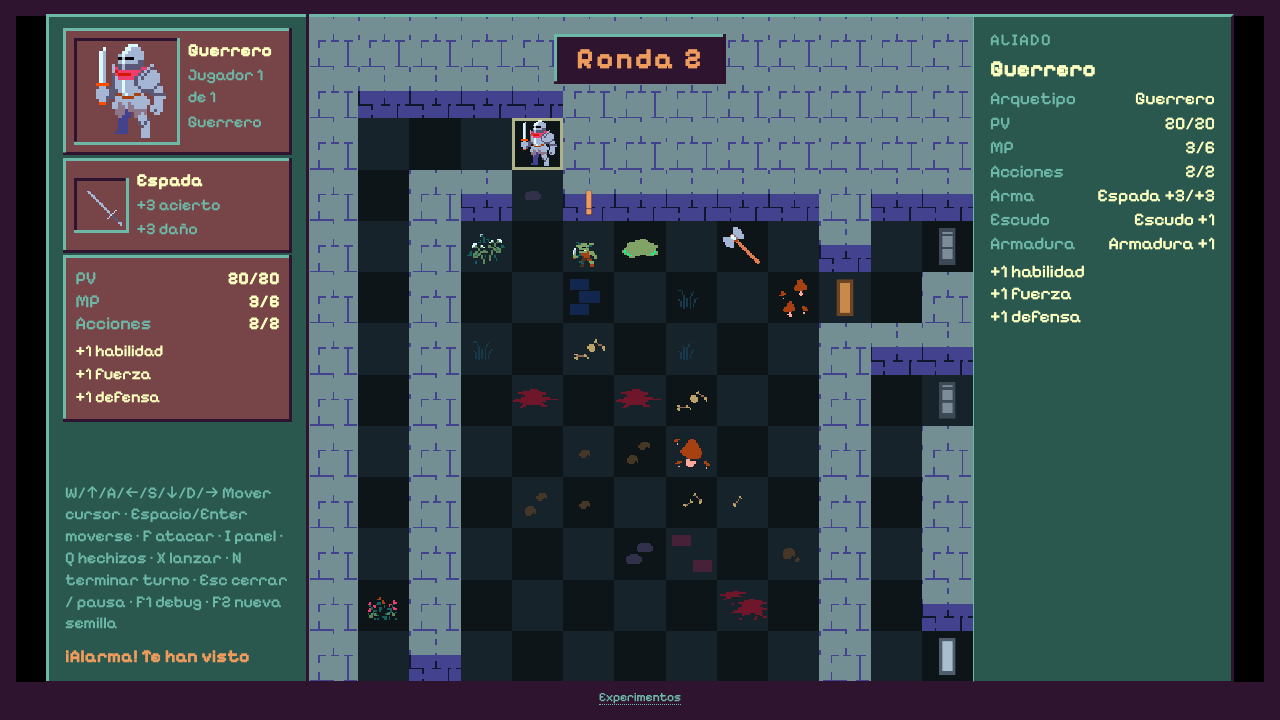 Guerrero
Jugador 1
de 1
Guerrero
Espada
+3 acierto
+3 daño
PV 20/20
MP 3/6
Acciones 2/2
+1 habilidad
+1 fuerza
+1 defensa
W/↑/A/←/S/↓/D/→ Mover
cursor · Espacio/Enter
moverse · F atacar · I panel ·
Q hechizos · X lanzar · N
terminar turno · Esc cerrar
/ pausa · F1 debug · F2 nueva
semilla
¡Alarma! Te han visto
Ronda 2
ALIADO
Guerrero
Arquetipo Guerrero
PV 20/20
MP 3/6
Acciones 2/2
Arma Espada +3/+3
Escudo Escudo +1
Armadura Armadura +1
+1 habilidad
+1 fuerza
+1 defensa
Experimentos